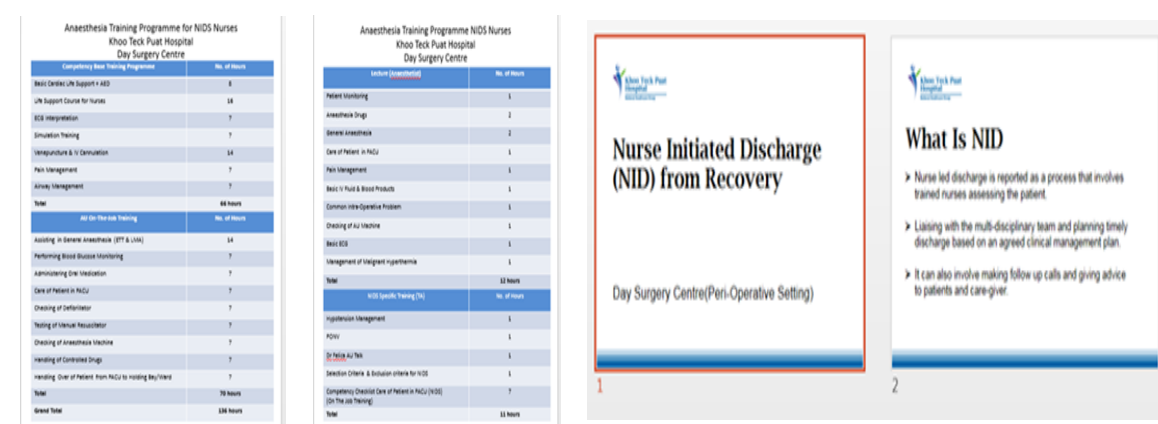 Anaesthesia Training Programme for NIDS Nurses
Khoo Teck Puat Hospital
Day Surgery Centre
Competency Base Training Programme No. of Hours
Basic Cardiac Life Support + AED 8
Life Support Course for Nurses 16
ECG Interpretation 7
Simulation Training 7
Venepuncture & IV Cannulation 14
Pain Management 7
Airway Management 7
Total 66 hours
AU On-The-Job Training No. of Hours
Assisting in General Anaesthesia (ETT & LMA) 14
Performing Blood Glucose Monitoring 7
Administering Oral Medication 7
Care of Patient in PACU 7
Checking of Defibrillator 7
Testing of Manual Resuscitator 7
Checking of Anaesthesia Machine 7
Handling of Controlled Drugs 7
Handling Over of Patient from PACU to Holding Bay/Ward 7
Total 70 hours
Grand Total 136 hours
Anaesthesia Training Programme NIDS Nurses
Khoo Teck Puat Hospital
Day Surgery Centre
Lecture (Anaesthetist) No. of Hours
Patient Monitoring 1
Anaesthesia Drugs 2
General Anaesthesia 2
Care of Patient in PACU 1
Pain Management 1
Basic IV Fluid & Blood Products 1
Common Intra-Operative Problem 1
Checking of AU Machine 1
Basic ECG 1
Management of Malignant Hyperthermia 1
Total 12 hours
NIDS Specific Training (TA) No. of Hours
Hypotension Management 1
PONV 1
Dr Felicia AU Talk 1
Selection Criteria & Exclusion criteria for NIDS 1
Competency Checklist Care of Patient in PACU (NIDS) 7
(On The Job Training)
Total 11 hours
Khoo Teck Puat
Hospital
Nurse Initiated Discharge
(NID) from Recovery
Day Surgery Centre(Peri-Operative Setting)
1
Khoo Teck Puat
Hospital
What Is NID
➢ Nurse led discharge is reported as a process that involves
trained nurses assessing the patient.
➢ Liaising with the multi-disciplinary team and planning timely
discharge based on an agreed clinical management plan.
➢ It can also involve making follow up calls and giving advice
to patients and care-giver.
2